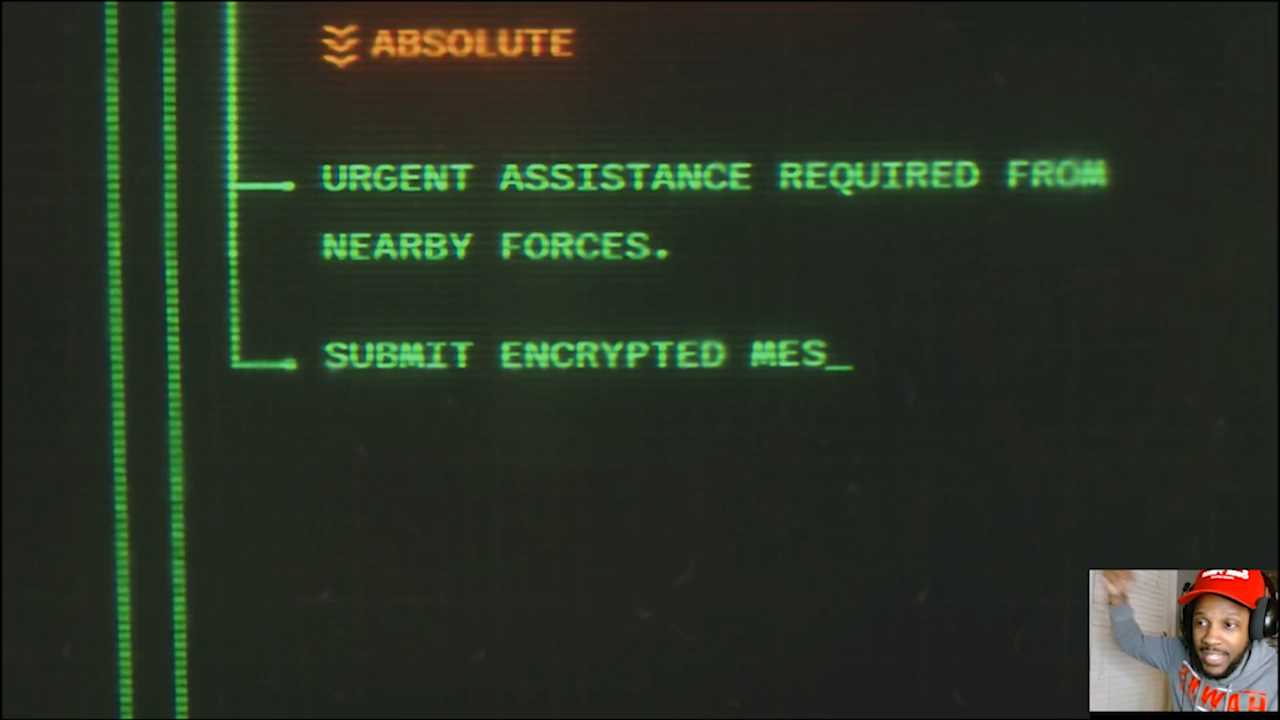 ABSOLUTE
URGENT ASSISTANCE REQUIRED FROM
NEARBY FORCES.
SUBMIT ENCRYPTED MES_